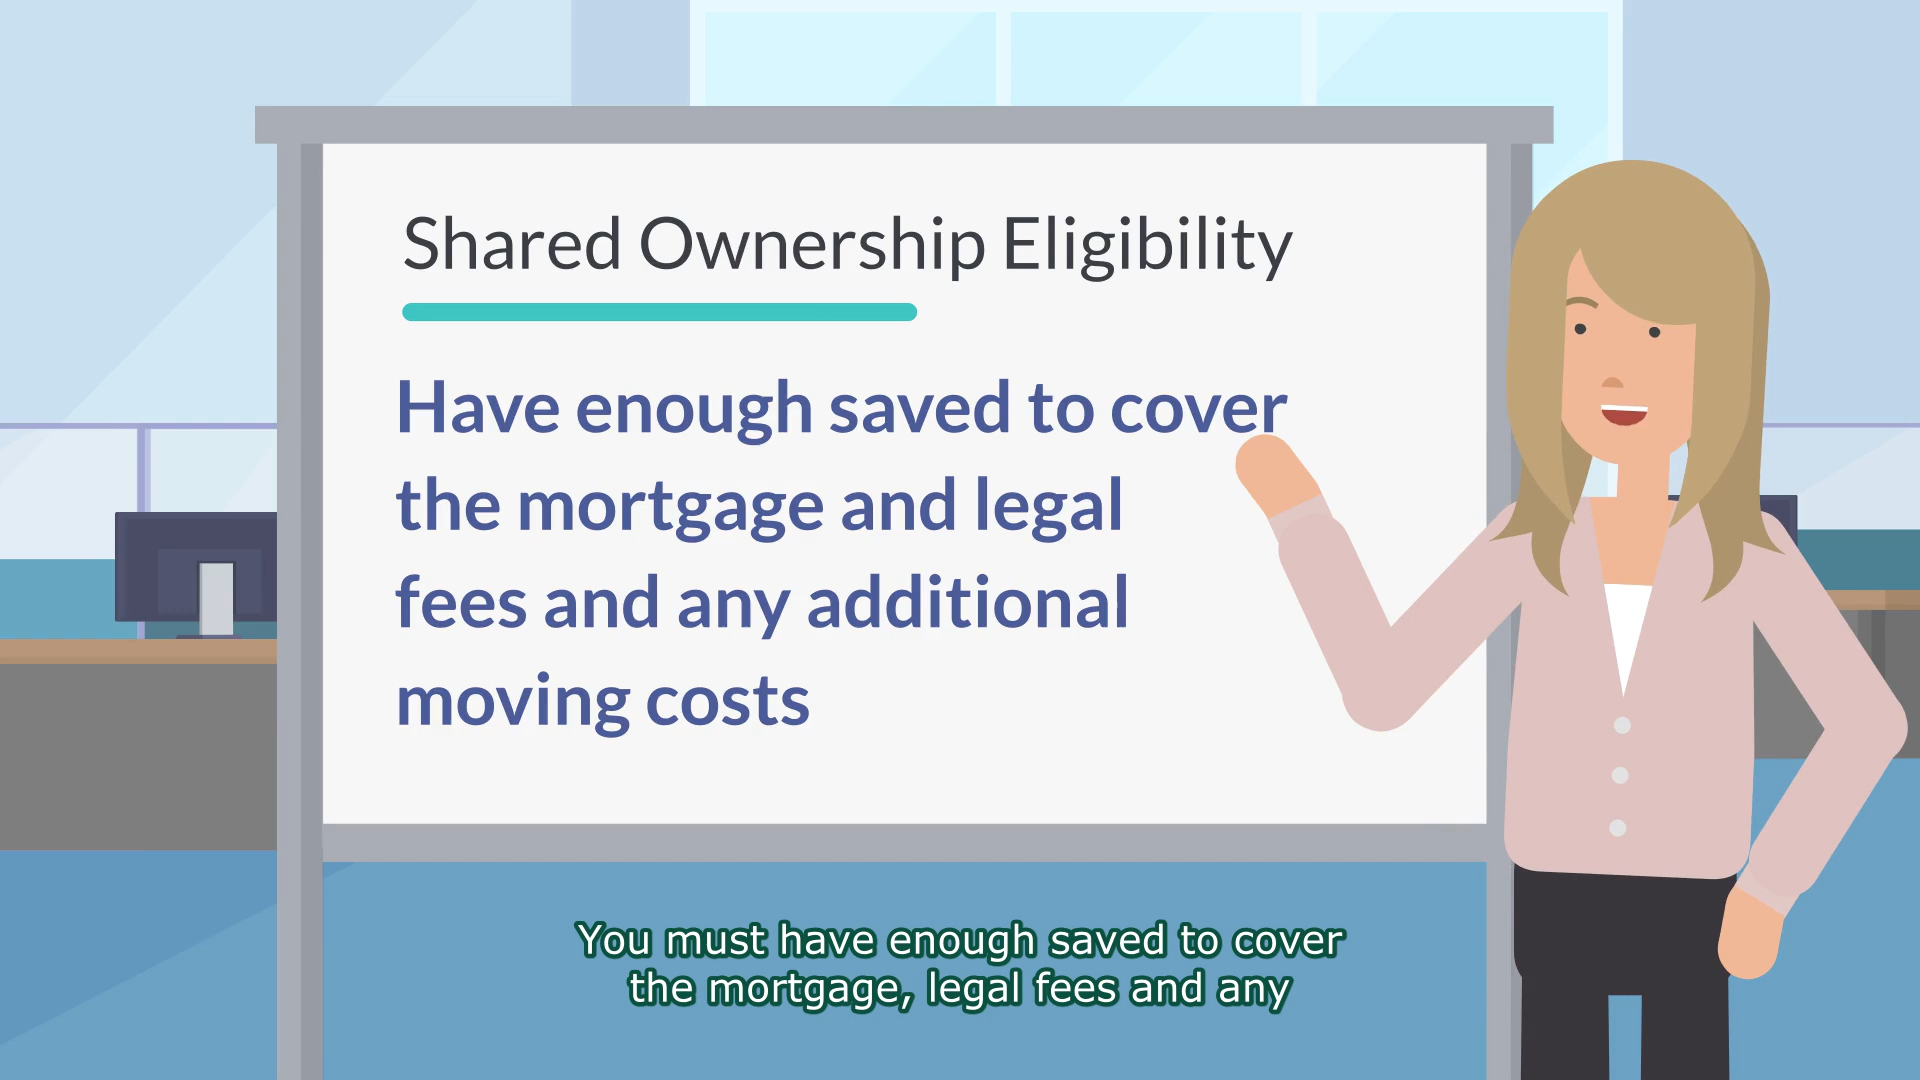 Shared Ownership Eligibility
Have enough saved to cover
the mortgage and legal
fees and any additional
moving costs
You must have enough saved to cover
the mortgage, legal fees and any